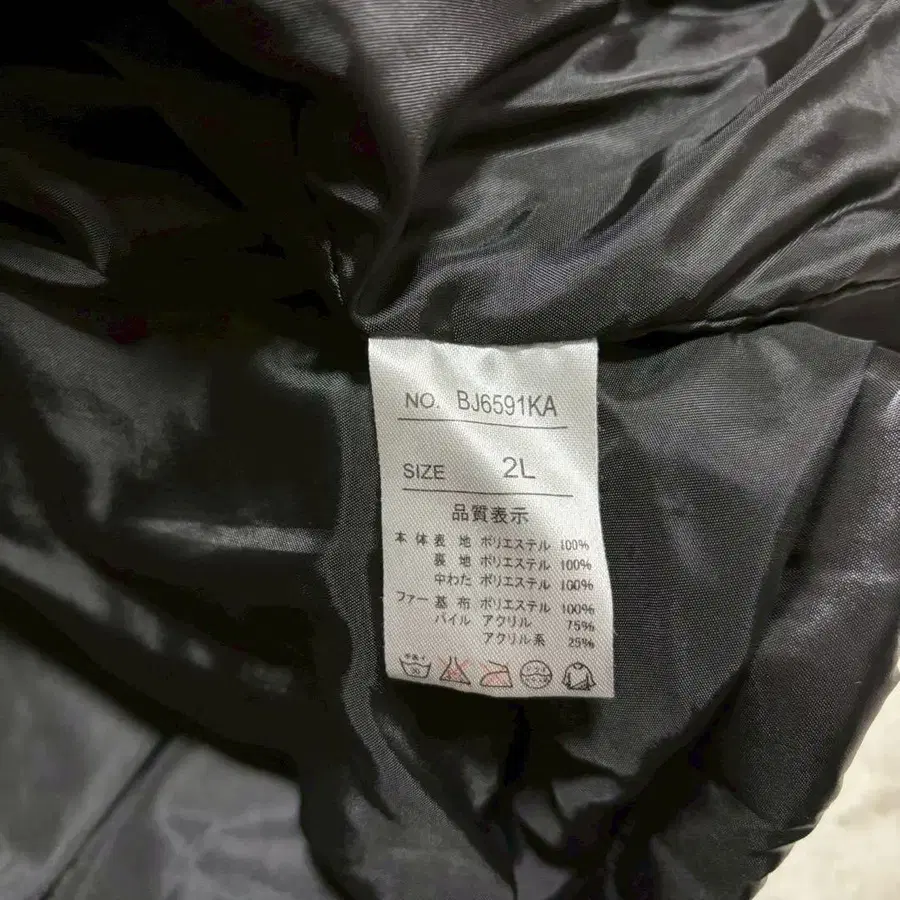 NO. BJ6591KA
SIZE 2L
品質表示
本体表地 ポリエステル 100%
裏地 ポリエステル 100%
中わた ポリエステル 100%
ファー基布 ポリエステル 100%
パイル アクリル 75%
アクリル系 25%